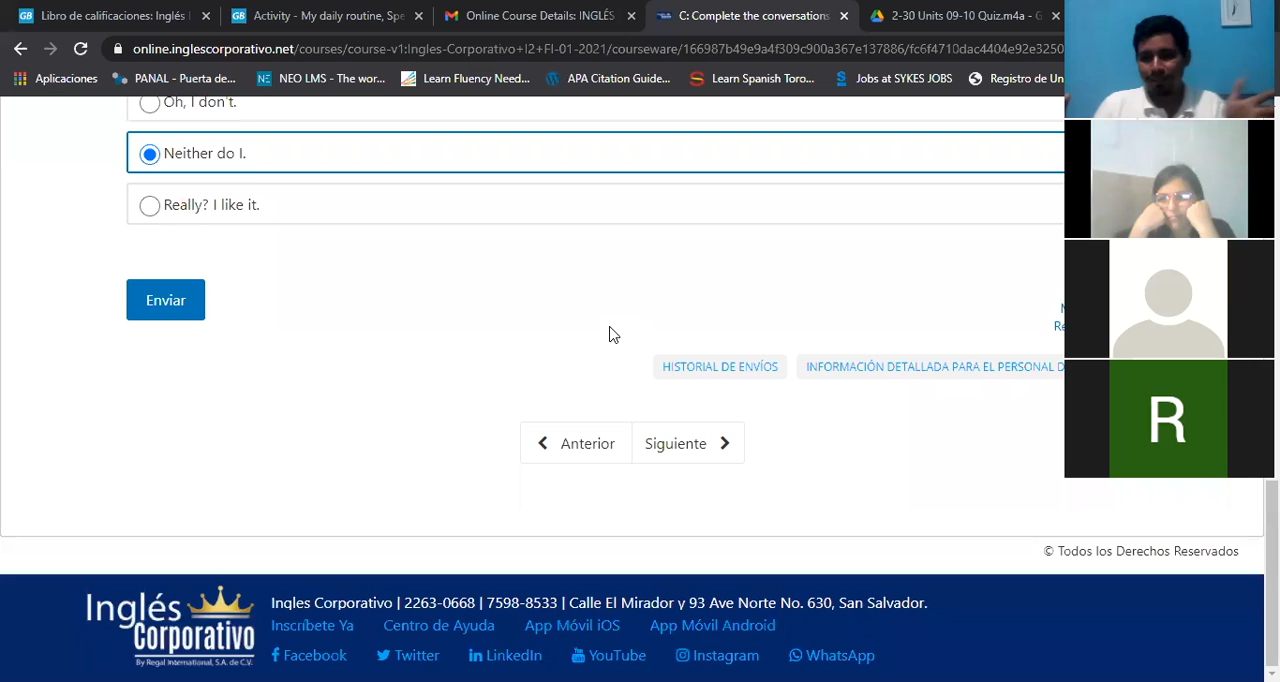 Libro de calificaciones: Inglés
Activity - My daily routine, Spe
Online Course Details: INGLÉS
C: Complete the conversations
2-30 Units 09-10 Quiz.m4a - G
online.inglescorporativo.net/courses/course-v1:Ingles-Corporativo+I2+FI-01-2021/courseware/166987b49e9a4f309c900a367e137886/fc6f4710dac4404e92e3250
Aplicaciones
PANAL - Puerta de...
NEO LMS - The wor...
Learn Fluency Need...
APA Citation Guide...
Learn Spanish Toro...
Jobs at SYKES JOBS
Registro de Un
Oh, I don't.
Neither do I.
Really? I like it.
Enviar
HISTORIAL DE ENVÍOS
INFORMACIÓN DETALLADA PARA EL PERSONAL D
Anterior
Siguiente
R
© Todos los Derechos Reservados
Inglés Corporativo
By Regal International, S.A. de C.V.
Ingles Corporativo | 2263-0668 | 7598-8533 | Calle El Mirador y 93 Ave Norte No. 630, San Salvador.
Inscríbete Ya Centro de Ayuda App Móvil iOS App Móvil Android
Facebook Twitter LinkedIn YouTube Instagram WhatsApp